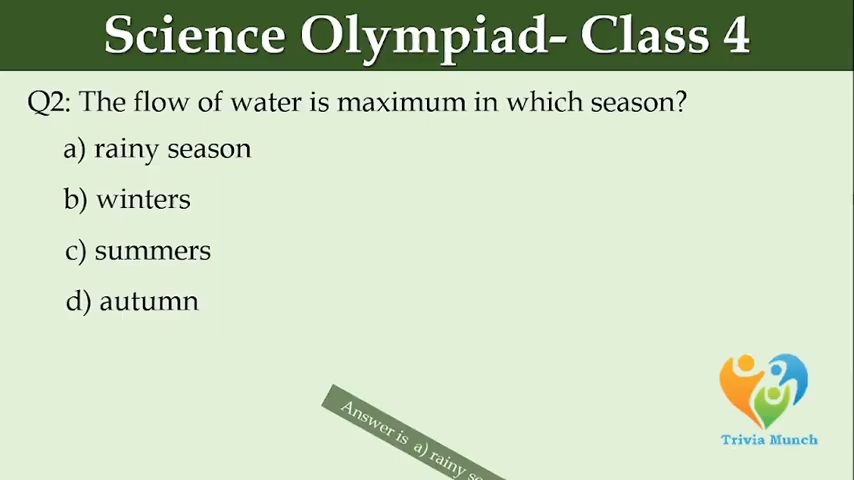 Science Olympiad- Class 4
Q2: The flow of water is maximum in which season?
a) rainy season
b) winters
c) summers
d) autumn
Answer is a) rainy
Trivia Munch